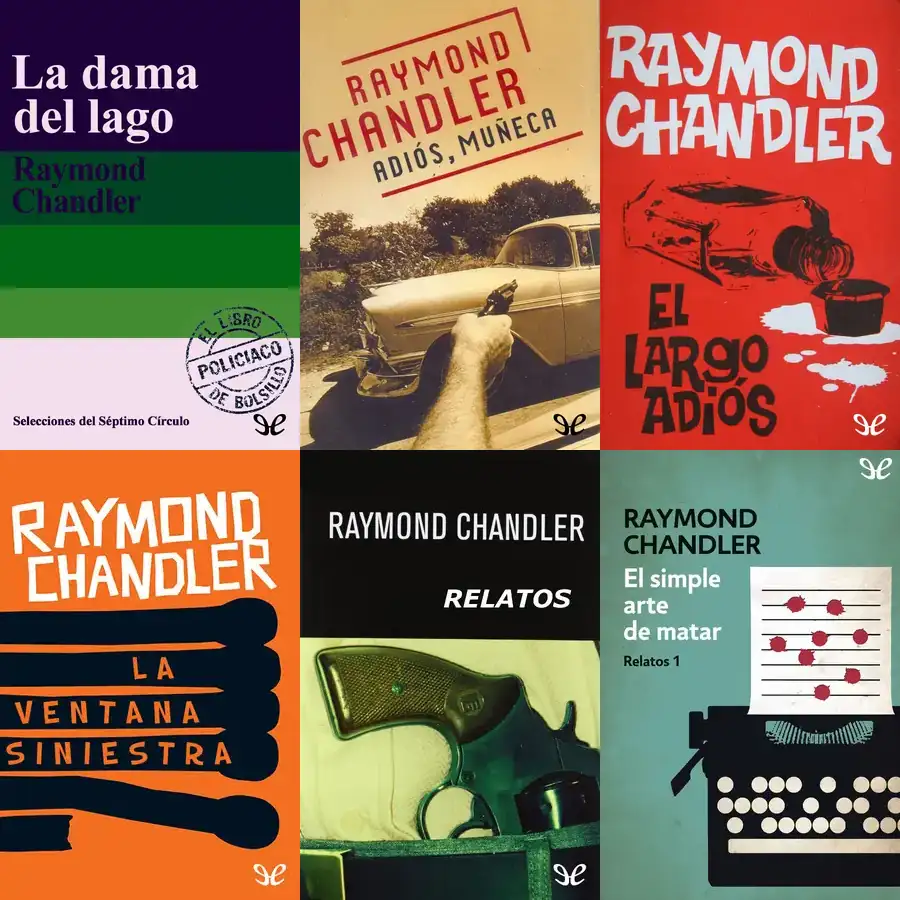 La dama
del lago
Raymond
Chandler
EL LIBRO
POLICIACO
DE BOLSILLO
Selecciones del Séptimo Círculo
RAYMOND
CHANDLER
ADIÓS, MUÑECA
RAYMOND
CHANDLER
EL
LARGO
ADIÓS
RAYMOND
CHANDLER
LA
VENTANA
SINIESTRA
RAYMOND CHANDLER
RELATOS
RAYMOND
CHANDLER
El simple
arte
de matar
Relatos 1